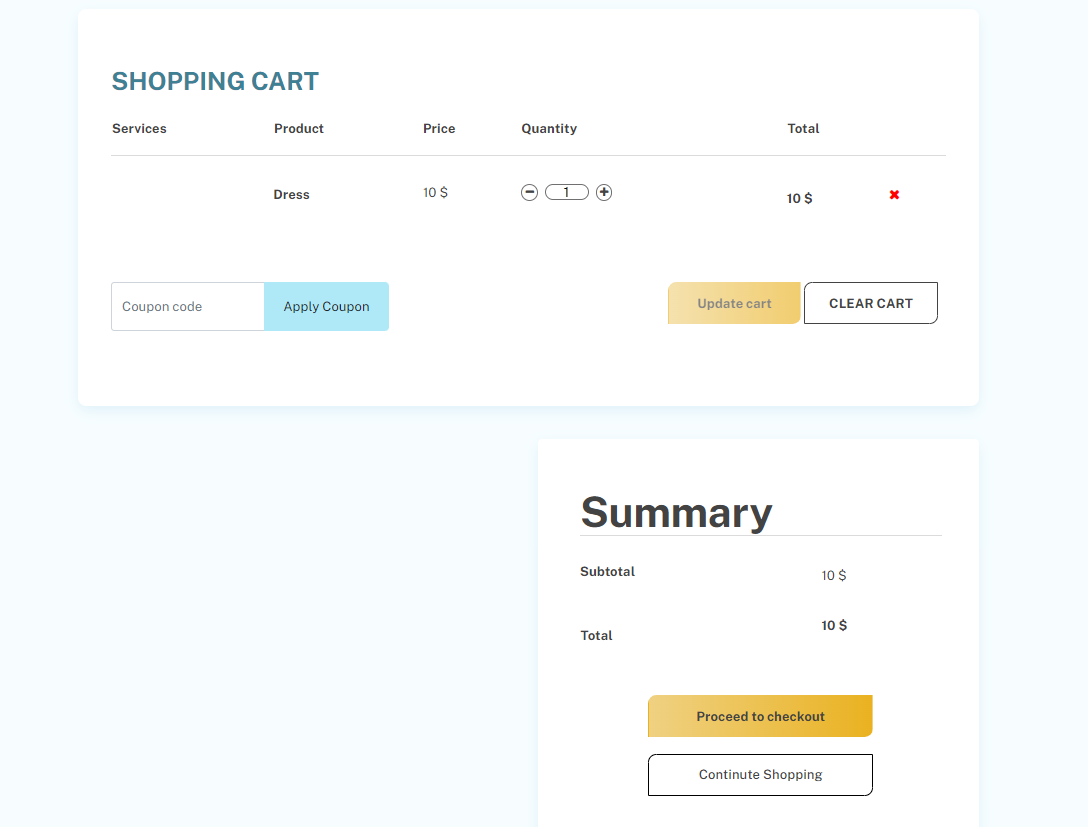 SHOPPING CART
Services Product Price Quantity Total
Dress 10 $ 1 10 $
Coupon code Apply Coupon Update cart CLEAR CART
Summary
Subtotal 10 $
Total 10 $
Proceed to checkout
Continute Shopping